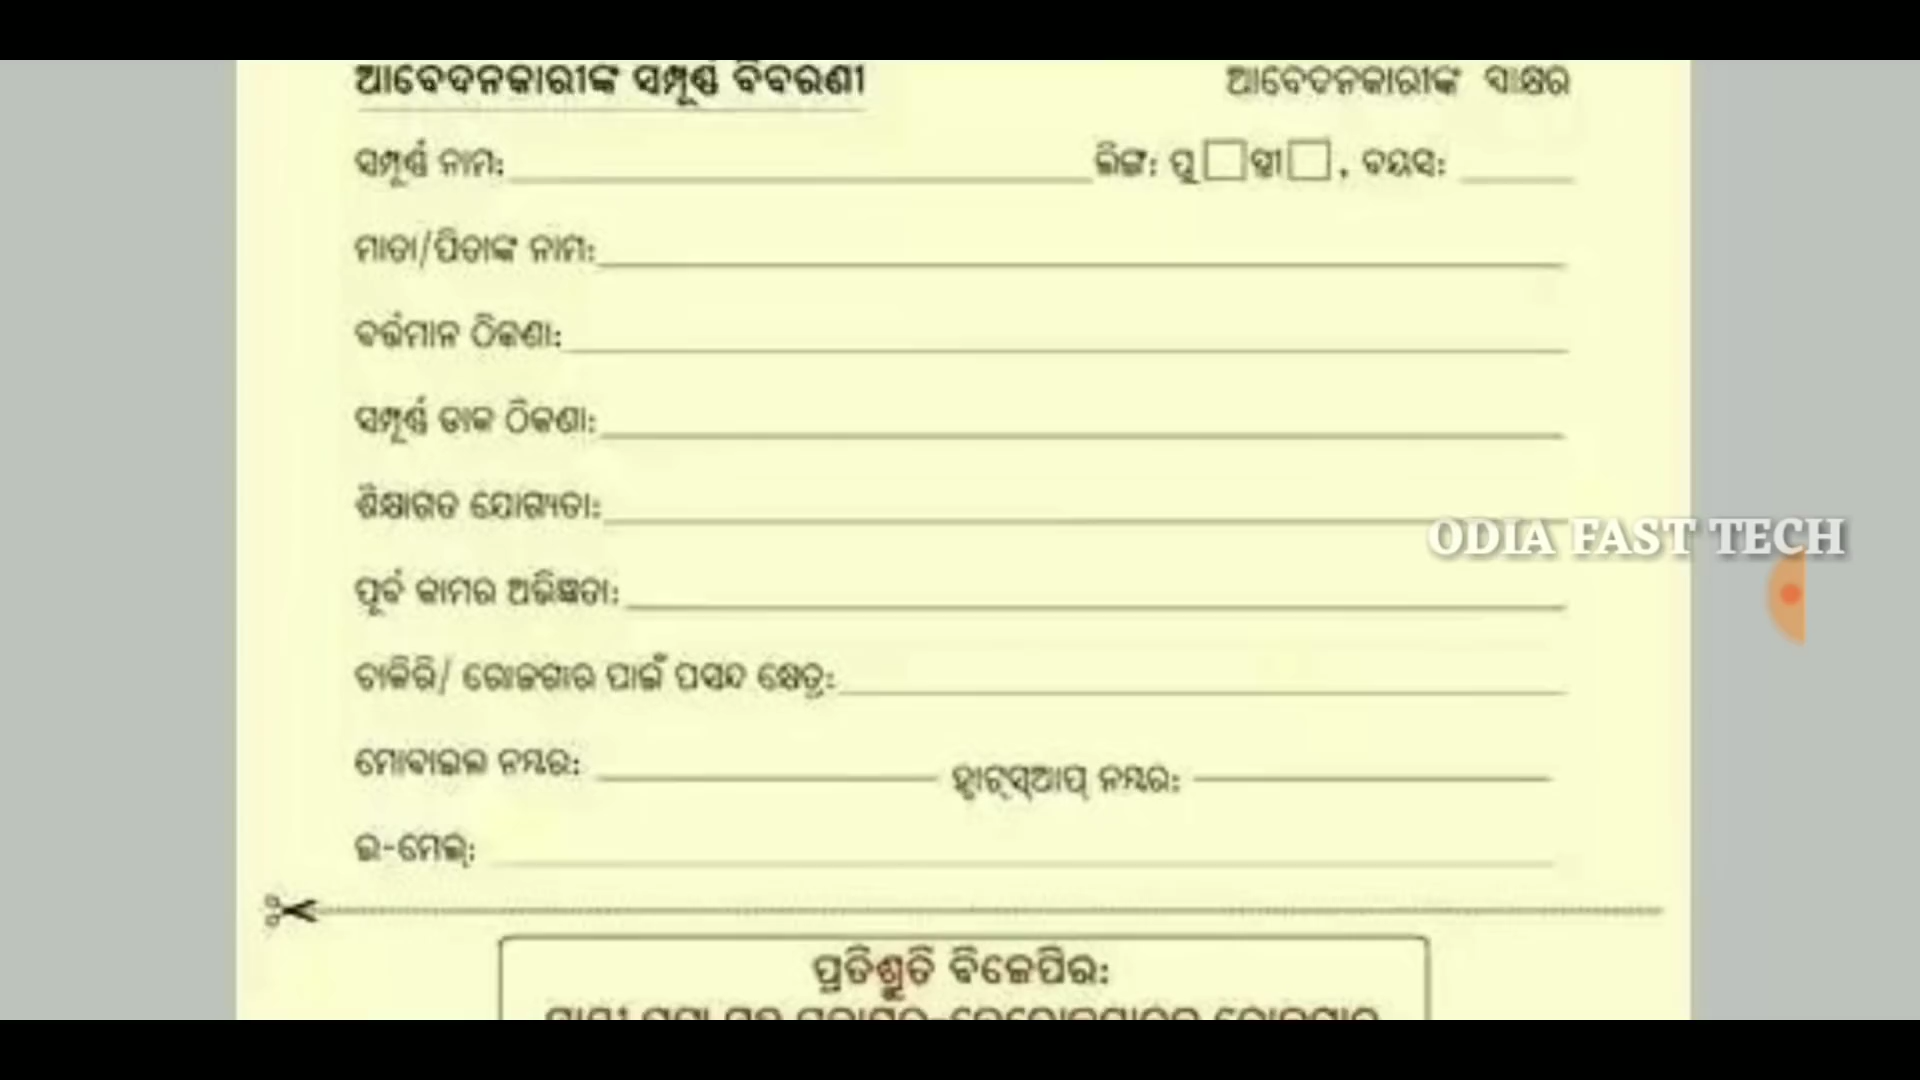 ଆବେଦନକାରୀଙ୍କ ସମ୍ପୂର୍ଣ୍ଣ ବିବରଣୀ ଆବେଦନକାରୀଙ୍କ ସାକ୍ଷର
ସମ୍ପୂର୍ଣ୍ଣ ନାମ: ଲିଙ୍ଗ: ପୁ ସ୍ତ୍ରୀ , ବୟସ:
ମାତା/ପିତାଙ୍କ ନାମ:
ବର୍ତ୍ତମାନ ଠିକଣା:
ସମ୍ପୂର୍ଣ୍ଣ ଡାକ ଠିକଣା:
ଶିକ୍ଷାଗତ ଯୋଗ୍ୟତା:
ODIA FAST TECH
ପୂର୍ବ କାମର ଅଭିଜ୍ଞତା:
ଚାକିରି/ ରୋଜଗାର ପାଇଁ ପସନ୍ଦ କ୍ଷେତ୍ର:
ମୋବାଇଲ ନମ୍ବର: ହ୍ୱାଟ୍ସ୍ଆପ୍ ନମ୍ବର:
ଇ-ମେଲ୍:
ପ୍ରତିଶ୍ରୁତି ବିଜେପିର: